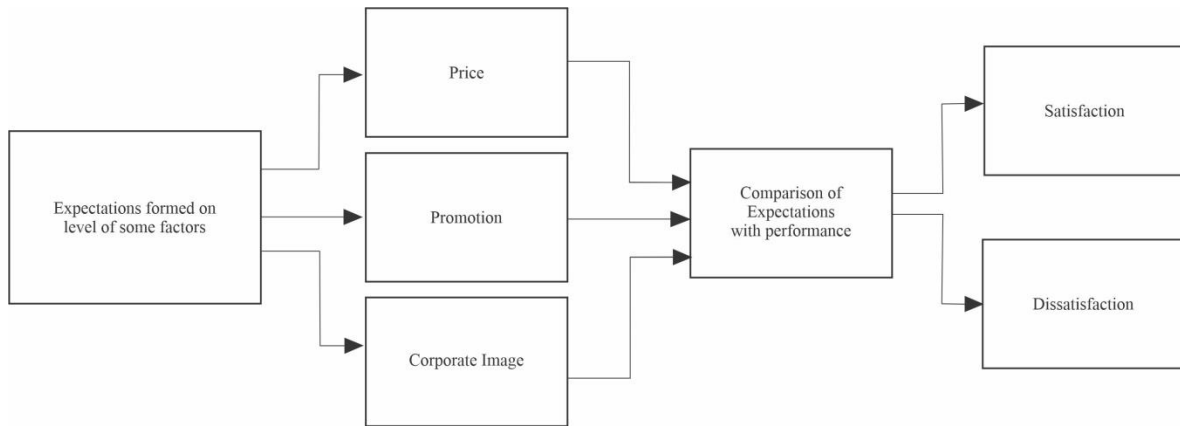 Expectations formed on
level of some factors
Price
Promotion
Corporate Image
Comparison of
Expectations
with performance
Satisfaction
Dissatisfaction